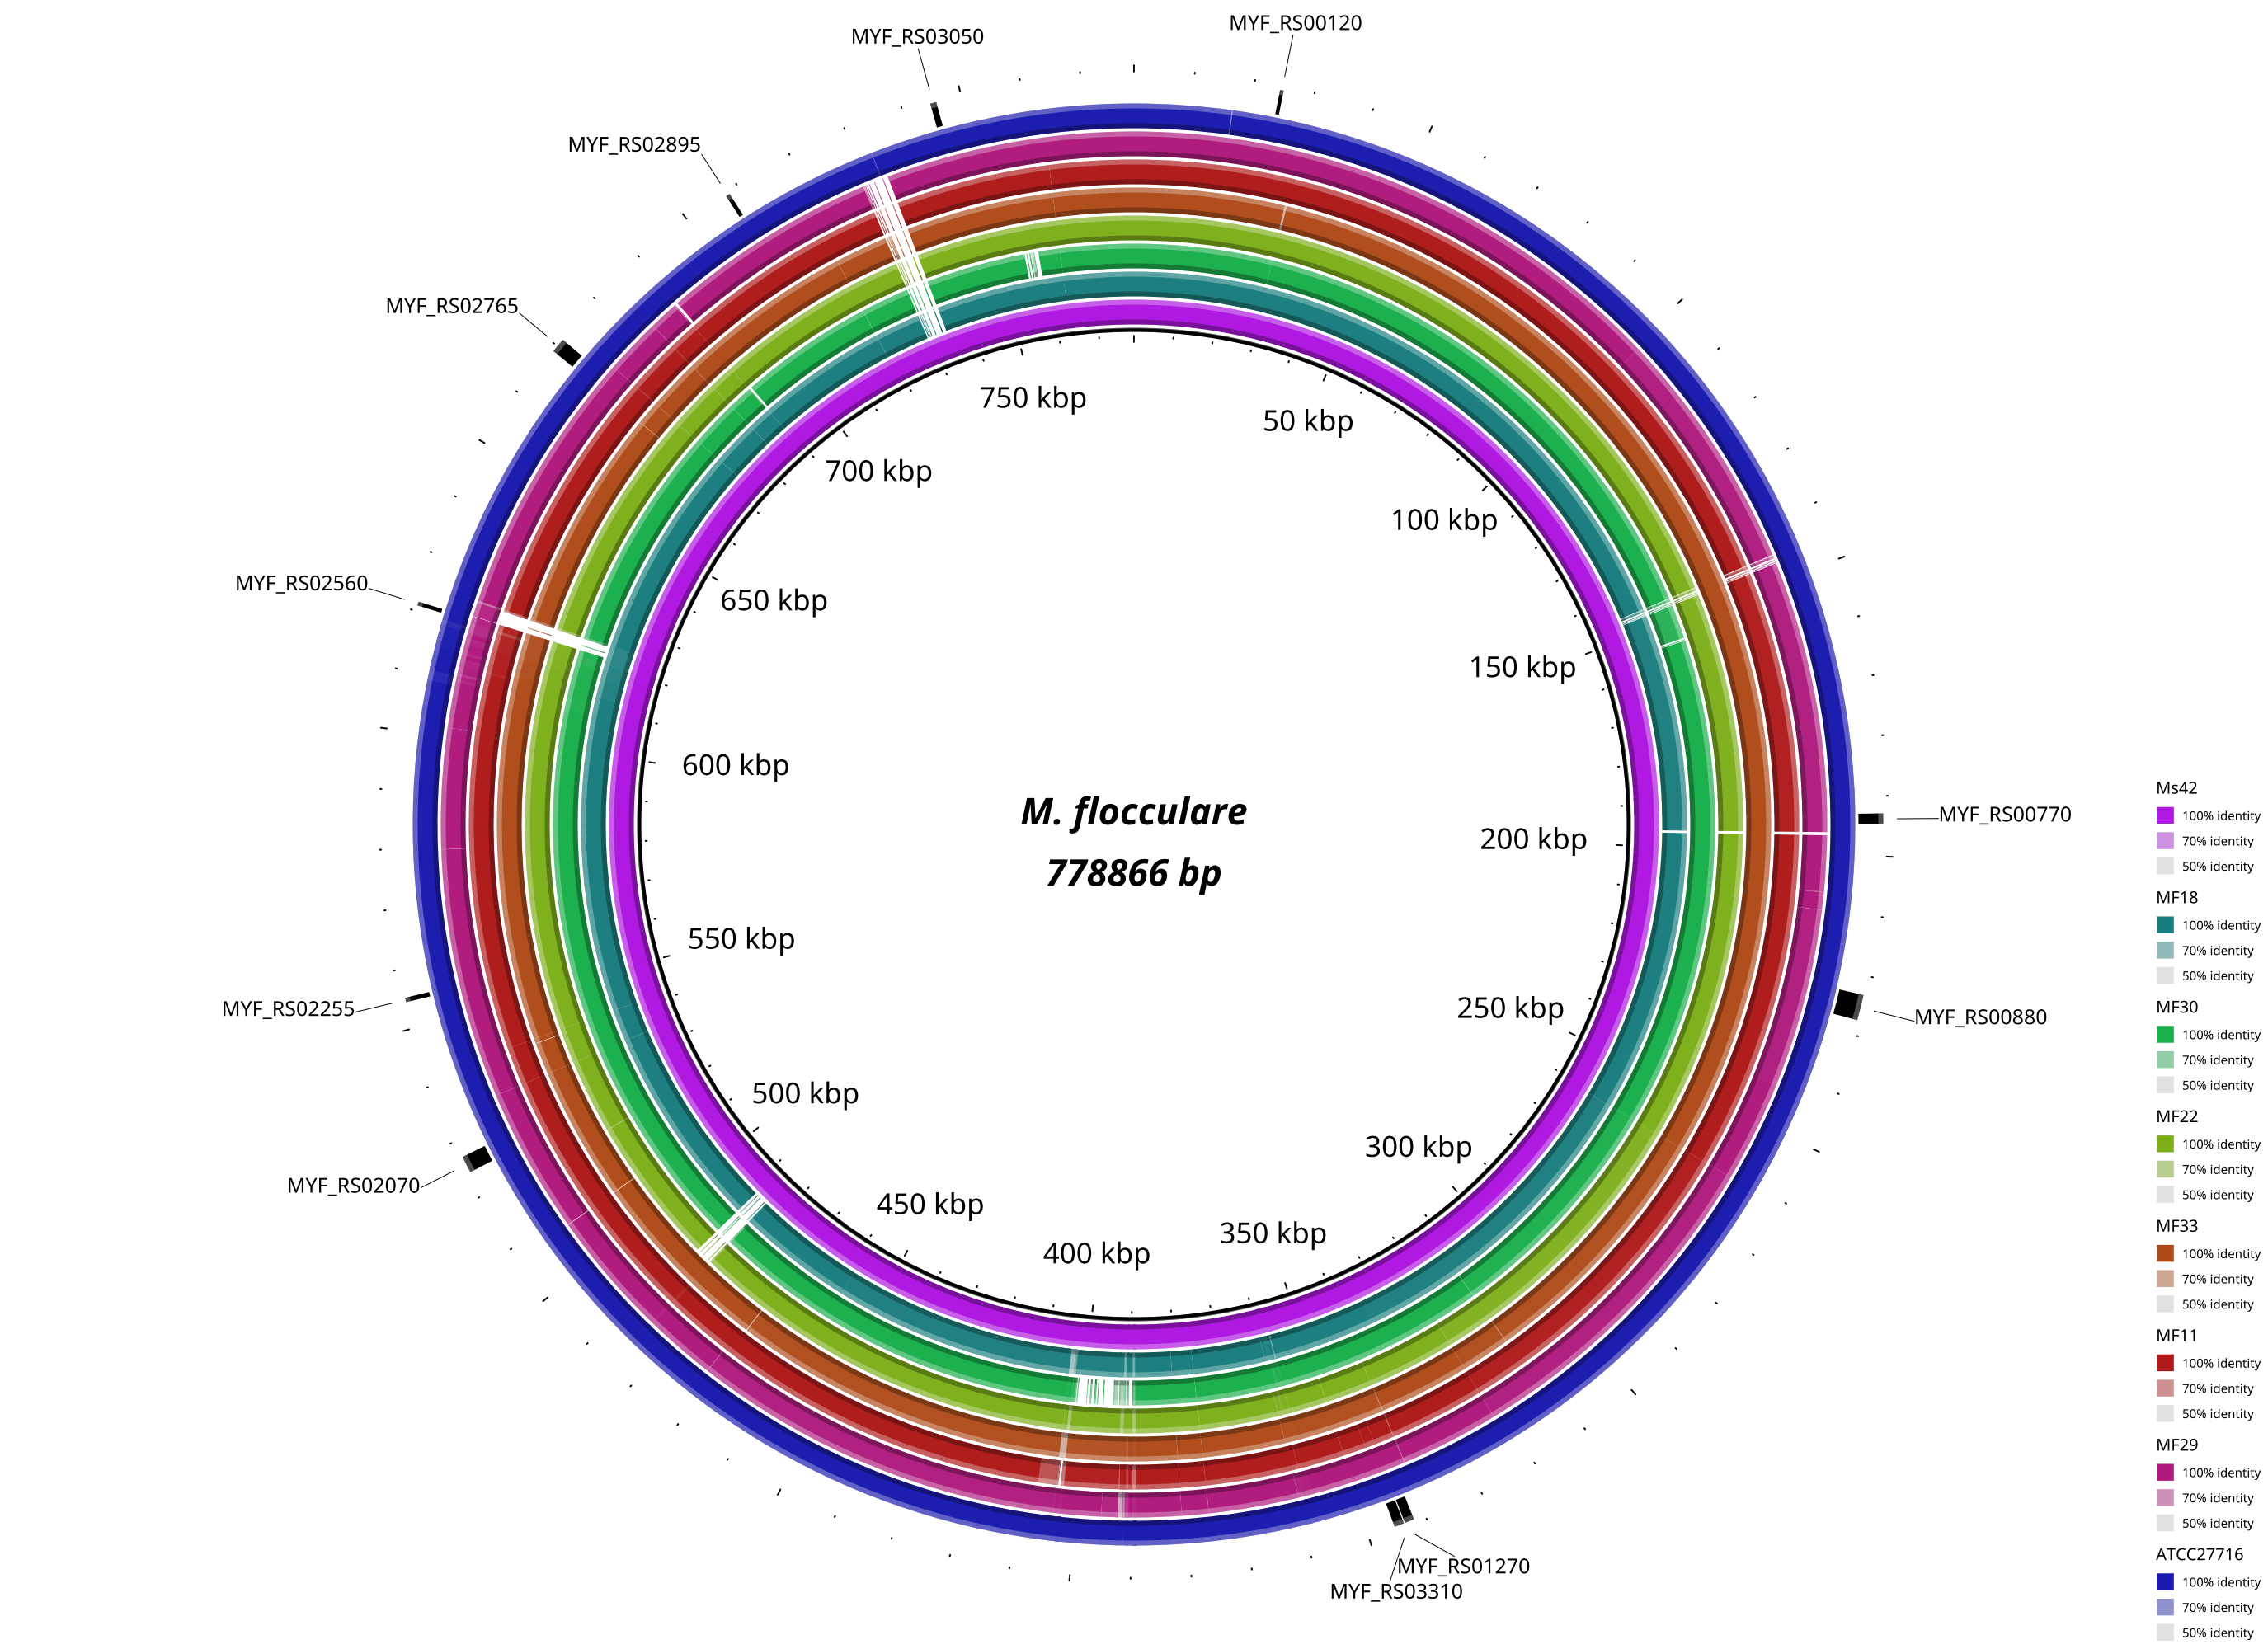 MYF_RS00120
MYF_RS03050
MYF_RS02895
MYF_RS02765
MYF_RS02560
MYF_RS02255
MYF_RS02070
MYF_RS00770
MYF_RS00880
MYF_RS01270
MYF_RS03310
750 kbp
50 kbp
700 kbp
100 kbp
650 kbp
150 kbp
600 kbp
200 kbp
550 kbp
250 kbp
500 kbp
300 kbp
450 kbp
350 kbp
400 kbp
M. flocculare
778866 bp
Ms42
100% identity
70% identity
50% identity
MF18
100% identity
70% identity
50% identity
MF30
100% identity
70% identity
50% identity
MF22
100% identity
70% identity
50% identity
MF33
100% identity
70% identity
50% identity
MF11
100% identity
70% identity
50% identity
MF29
100% identity
70% identity
50% identity
ATCC27716
100% identity
70% identity
50% identity